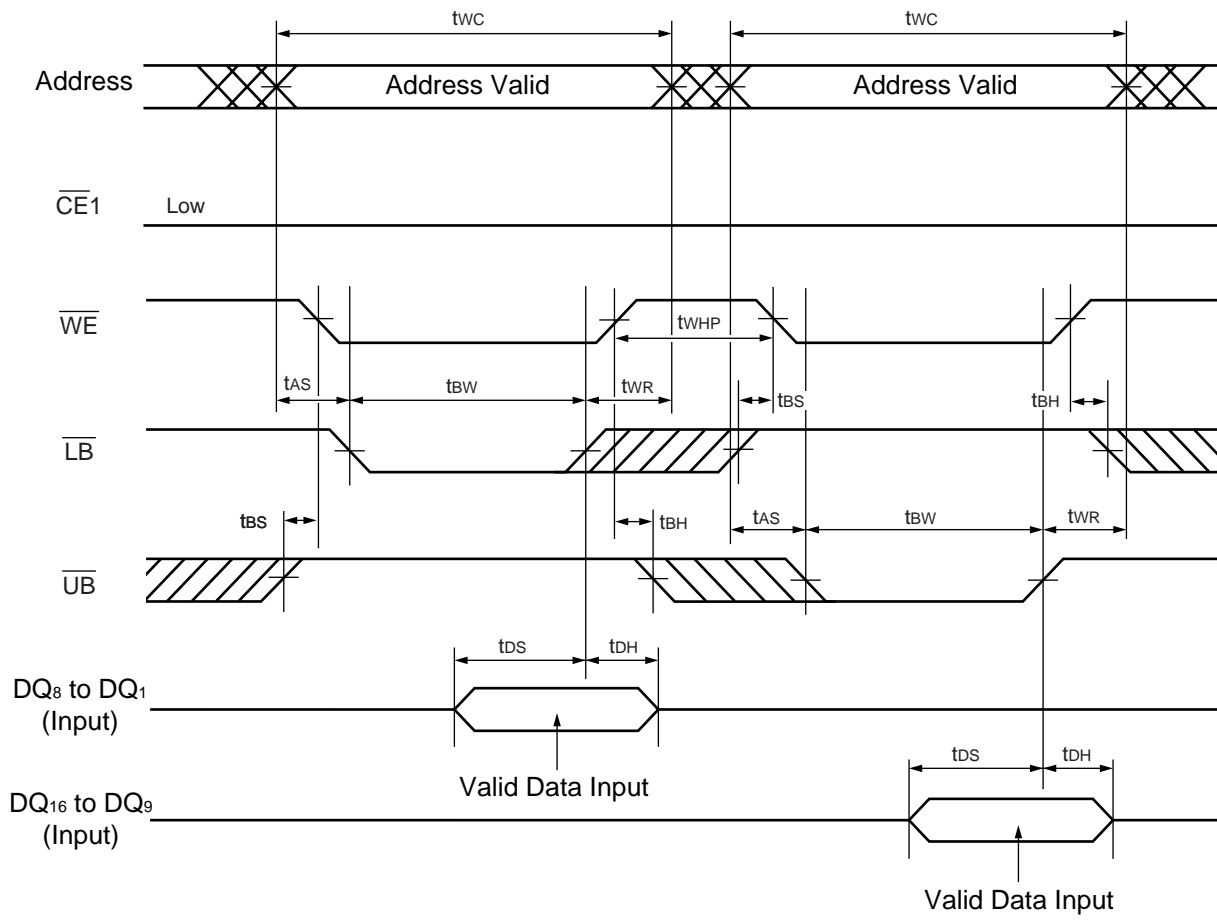 tWC tWC
Address Address Valid Address Valid
CE1 Low
WE
tWHP
tAS tBW tWR tBS tBH
LB
tBS tBH tAS tBW tWR
UB
tDS tDH
DQ8 to DQ1
(Input)
Valid Data Input
tDS tDH
DQ16 to DQ9
(Input)
Valid Data Input